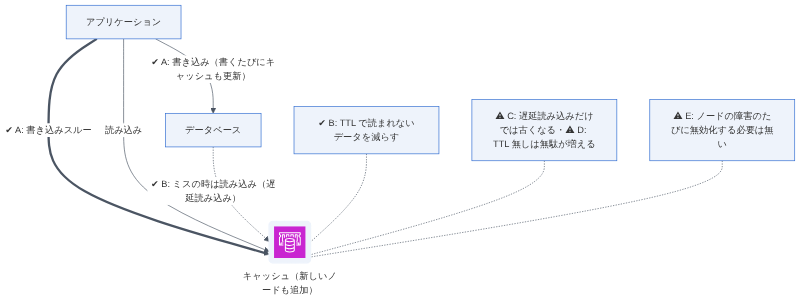 アプリケーション
✔ A: 書き込み（書くたびにキ
ャッシュも更新）
✔ A: 書き込みスルー
読み込み
データベース
✔ B: TTL で読まれない
データを減らす
⚠ C: 遅延読み込みだけ
では古くなる・⚠ D:
TTL 無しは無駄が増える
⚠ E: ノードの障害のた
びに無効化する必要は無
い
✔ B: ミスの時は読み込み（遅
延読み込み）
キャッシュ（新しいノ
ードも追加）